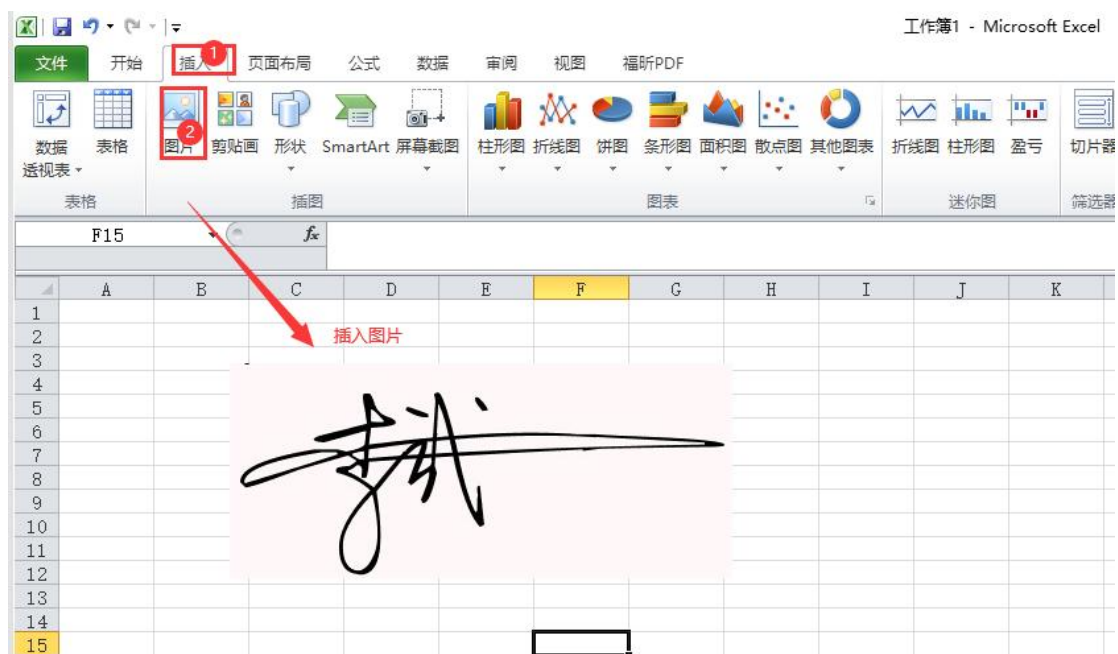 工作簿1 - Microsoft Excel
文件 开始 插入 页面布局 公式 数据 审阅 视图 福昕PDF
1
2
数据 表格 图片 剪贴画 形状 SmartArt 屏幕截图 柱形图 折线图 饼图 条形图 面积图 散点图 其他图表 折线图 柱形图 盈亏 切片器
透视表
表格 插图 图表 迷你图 筛选器
F15 fx
A B C D E F G H I J K
1
2 插入图片
3
4
5
6
7
8
9
10
11
12
13
14
15